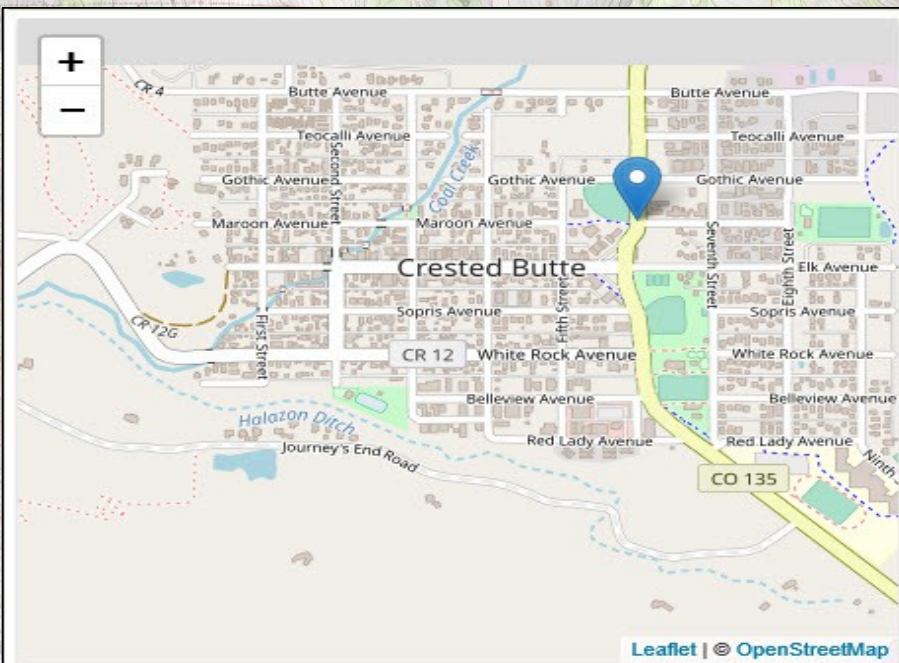 +
−
CR 4
Butte Avenue
Butte Avenue
Teocalli Avenue
Teocalli Avenue
Second Street
Coal Creek
Gothic Avenue
Gothic Avenue
Gothic Avenue
Maroon Avenue
Maroon Avenue
Seventh Street
Eighth Street
Crested Butte
Elk Avenue
Fifth Street
First Street
Sopris Avenue
Sopris Avenue
CR 12G
CR 12
White Rock Avenue
White Rock Avenue
Belleview Avenue
Belleview Avenue
Halazon Ditch
Journey's End Road
Red Lady Avenue
Red Lady Avenue
Ninth
CO 135
Leaflet | © OpenStreetMap